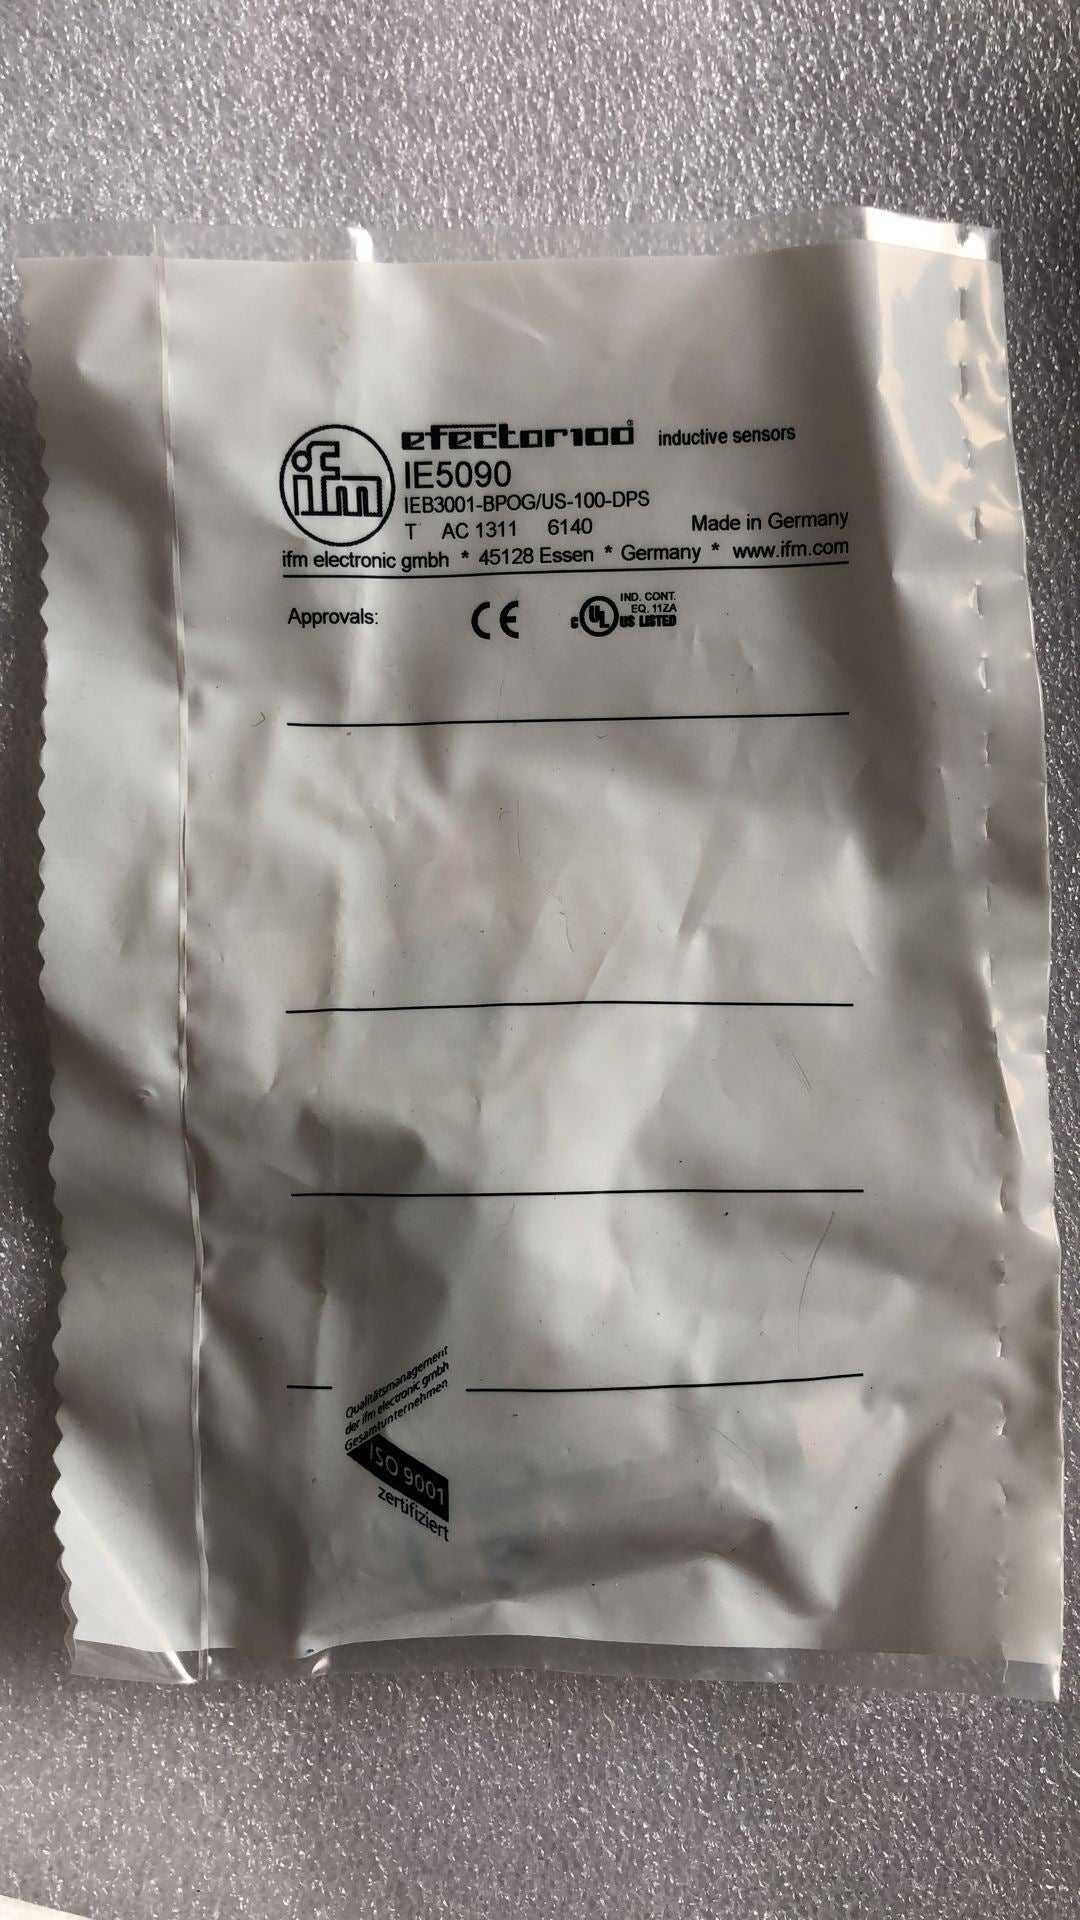 ifm
efector100®
inductive sensors
IE5090
IEB3001-BPOG/US-100-DPS
T AC 1311 6140 Made in Germany
ifm electronic gmbh * 45128 Essen * Germany * www.ifm.com
Approvals: CE
c UL US LISTED
IND. CONT.
EQ. 11ZA
Qualitätsmanagement
der ifm electronic gmbh
Gesamtunternehmen
ISO 9001
zertifiziert